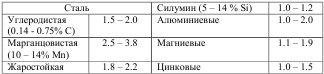 Сталь
Силумин (5 – 14 % Si)
1.0 – 1.2
Углеродистая
(0.14 - 0.75% C)
1.5 – 2.0
Алюминиевые
1.0 – 2.0
Марганцовистая
(10 – 14% Mn)
2.5 – 3.8
Магниевые
1.1 – 1.9
Жаростойкая
1.8 – 2.2
Цинковые
1.0 – 1.5